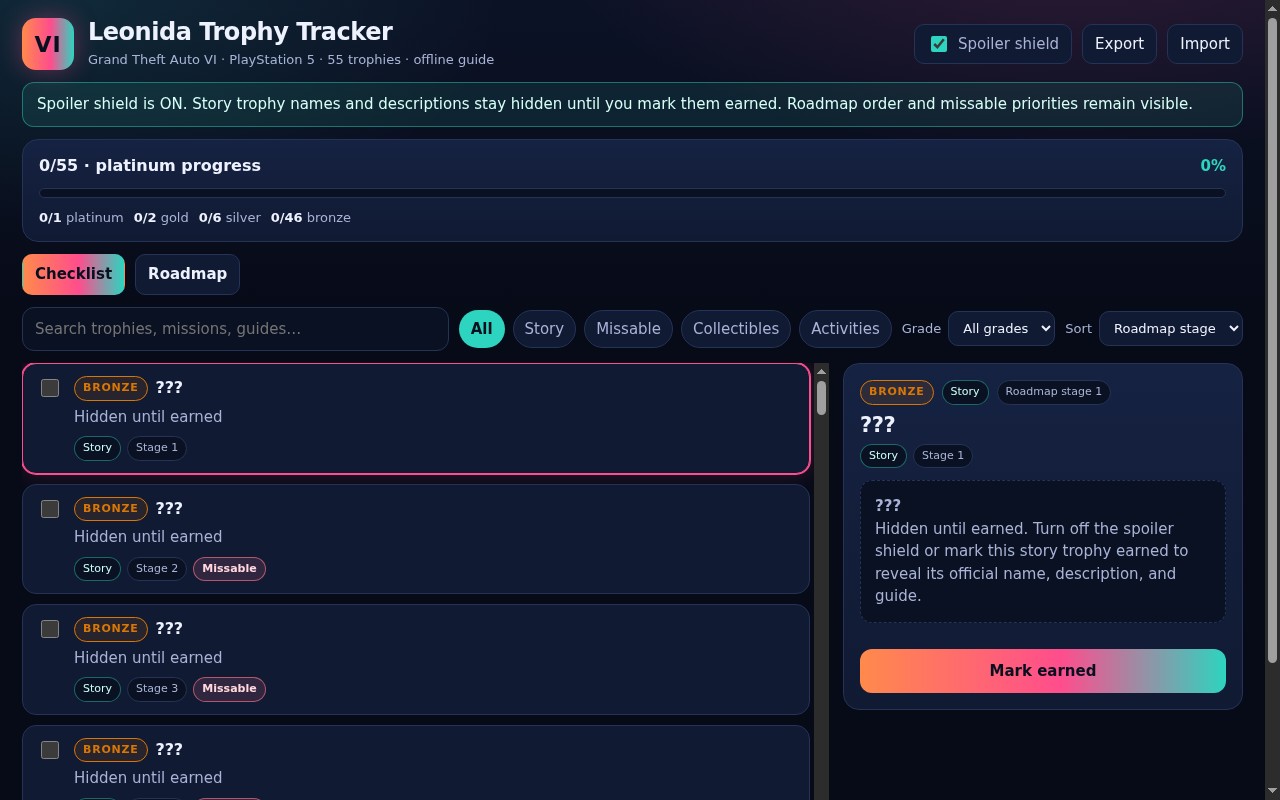 VI
Leonida Trophy Tracker
Grand Theft Auto VI · PlayStation 5 · 55 trophies · offline guide
Spoiler shield
Export
Import
Spoiler shield is ON. Story trophy names and descriptions stay hidden until you mark them earned. Roadmap order and missable priorities remain visible.
0/55 · platinum progress
0%
0/1 platinum 0/2 gold 0/6 silver 0/46 bronze
Checklist
Roadmap
Search trophies, missions, guides...
All
Story
Missable
Collectibles
Activities
Grade
All grades
Sort
Roadmap stage
BRONZE ???
Hidden until earned
Story Stage 1
BRONZE ???
Hidden until earned
Story Stage 2 Missable
BRONZE ???
Hidden until earned
Story Stage 3 Missable
BRONZE ???
Hidden until earned
BRONZE Story Roadmap stage 1
???
Story Stage 1
???
Hidden until earned. Turn off the spoiler
shield or mark this story trophy earned to
reveal its official name, description, and
guide.
Mark earned